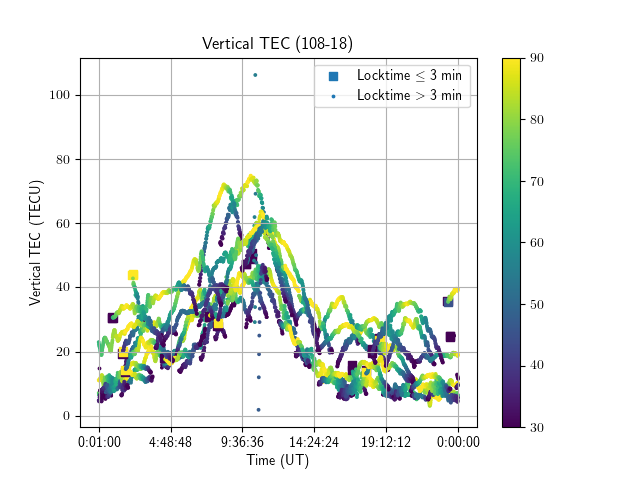 Vertical TEC (108-18)
Locktime ≤ 3 min
Locktime > 3 min
Vertical TEC (TECU)
100
80
60
40
20
0
0:01:00 4:48:48 9:36:36 14:24:24 19:12:12 0:00:00
Time (UT)
90
80
70
60
50
40
30